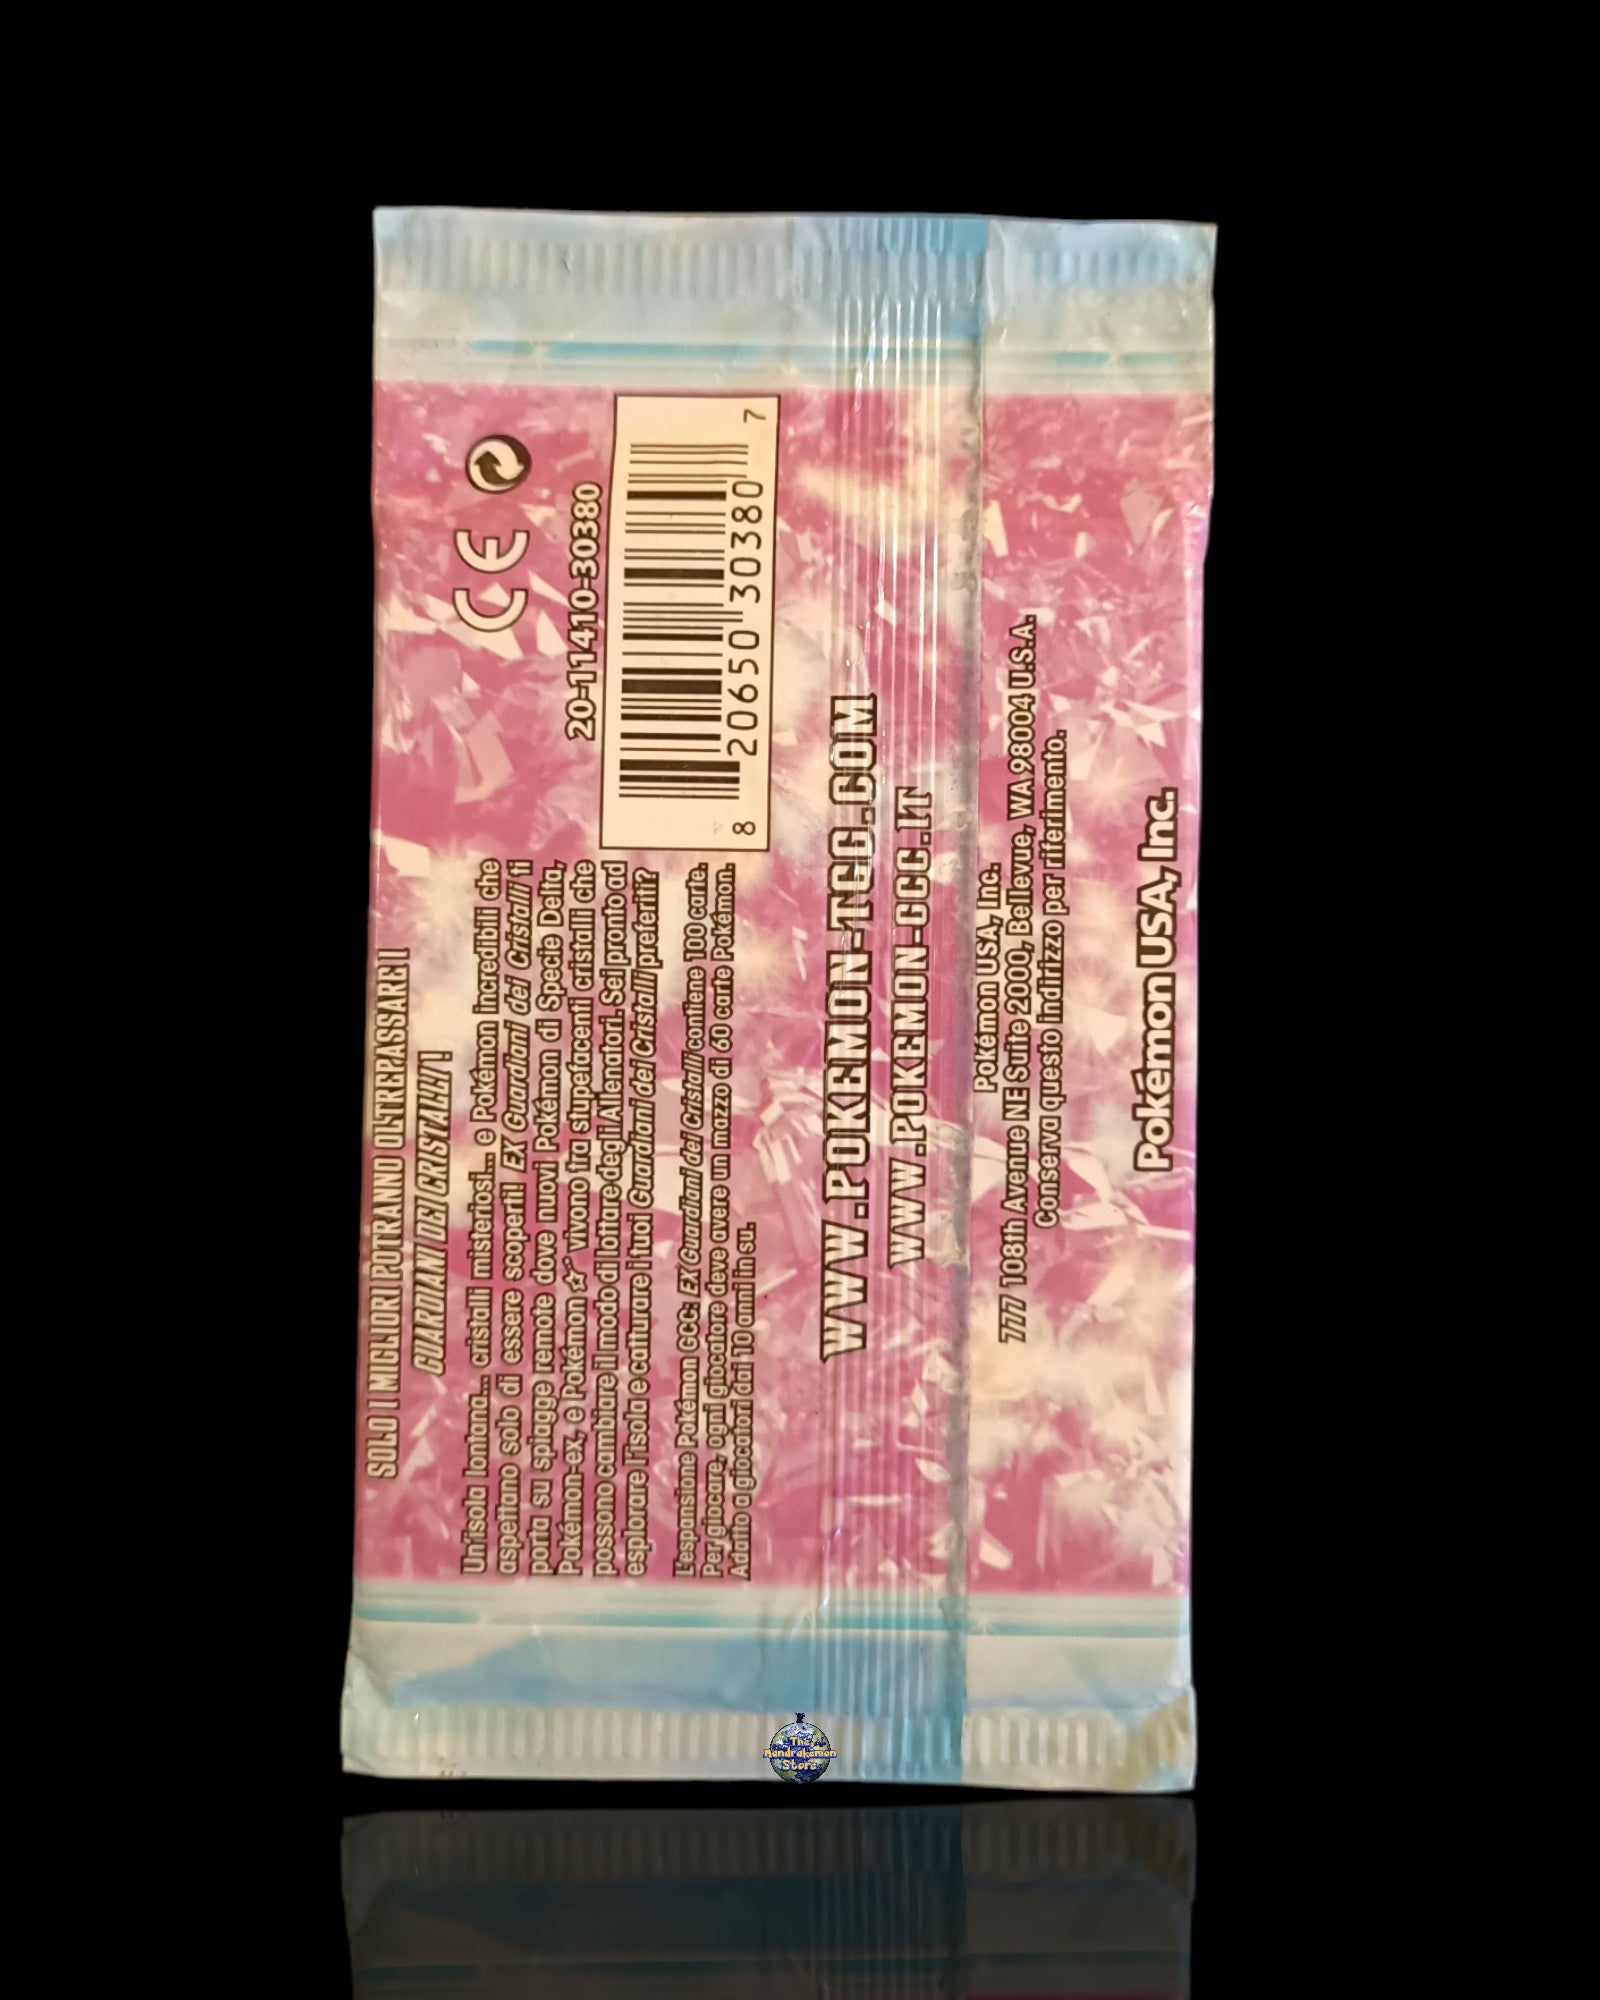 SOLO I MIGLIORI POTRANNO OLTREPASSARE I
GUARDIANI DEI CRISTALLI!
Un'isola lontana... cristalli misteriosi... e Pokémon incredibili che
aspettano solo di essere scoperti! EX Guardiani dei Cristalli ti
porta su spiagge remote dove nuovi Pokémon di Specie Delta,
Pokémon-ex, e Pokémon ☆ vivono tra stupefacenti cristalli che
possono cambiare il modo di lottare degli Allenatori. Sei pronto ad
esplorare l'isola e catturare i tuoi Guardiani dei Cristalli preferiti?
L'espansione Pokémon GCC: EX Guardiani dei Cristalli contiene 100 carte.
Per giocare, ogni giocatore deve avere un mazzo di 60 carte Pokémon.
Adatto a giocatori dai 10 anni in su.
CE
20-11410-30380
8 20650 30380 7
WWW.POKEMON-TCG.COM
WWW.POKEMON-GCC.IT
Pokémon USA, Inc.
777 108th Avenue NE Suite 2000, Bellevue, WA 98004 U.S.A.
Conserva questo indirizzo per riferimento.
Pokémon USA, Inc.
The
Mandrakemon
Store